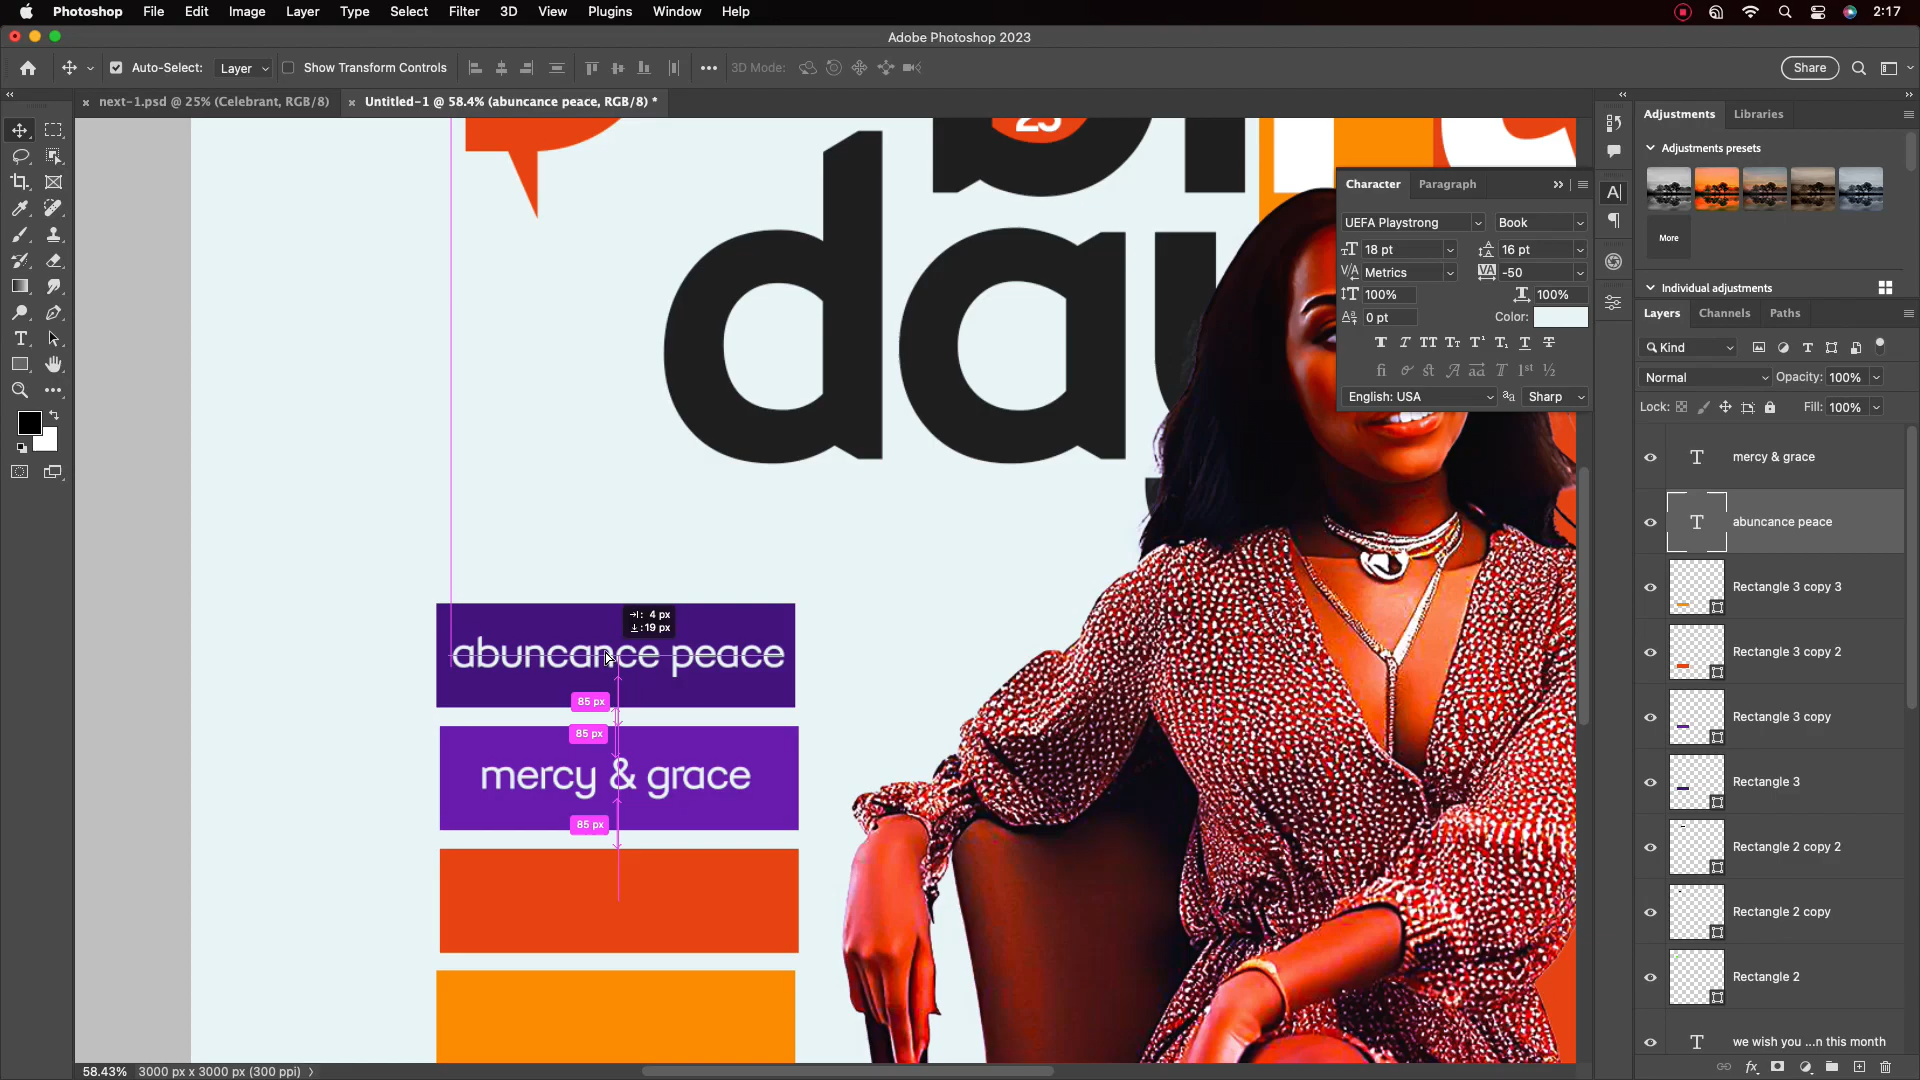 Photoshop File Edit Image Layer Type Select Filter 3D View Plugins Window Help 2:17
Adobe Photoshop 2023
Auto-Select: Layer Show Transform Controls 3D Mode: Share
next-1.psd @ 25% (Celebrant, RGB/8) Untitled-1 @ 58.4% (abuncance peace, RGB/8) *
Adjustments Libraries
Adjustments presets
More
Individual adjustments
Character Paragraph
UEFA Playstrong Book
18 pt 16 pt
Metrics -50
100% 100%
0 pt Color:
English: USA Sharp
Layers Channels Paths
Kind
Normal Opacity: 100%
Lock: Fill: 100%
mercy & grace
abuncance peace
Rectangle 3 copy 3
Rectangle 3 copy 2
Rectangle 3 copy
Rectangle 3
Rectangle 2 copy 2
Rectangle 2 copy
Rectangle 2
we wish you ...n this month
day
: 4 px
: 19 px
abuncance peace
85 px
85 px
mercy & grace
85 px
58.43% 3000 px x 3000 px (300 ppi)